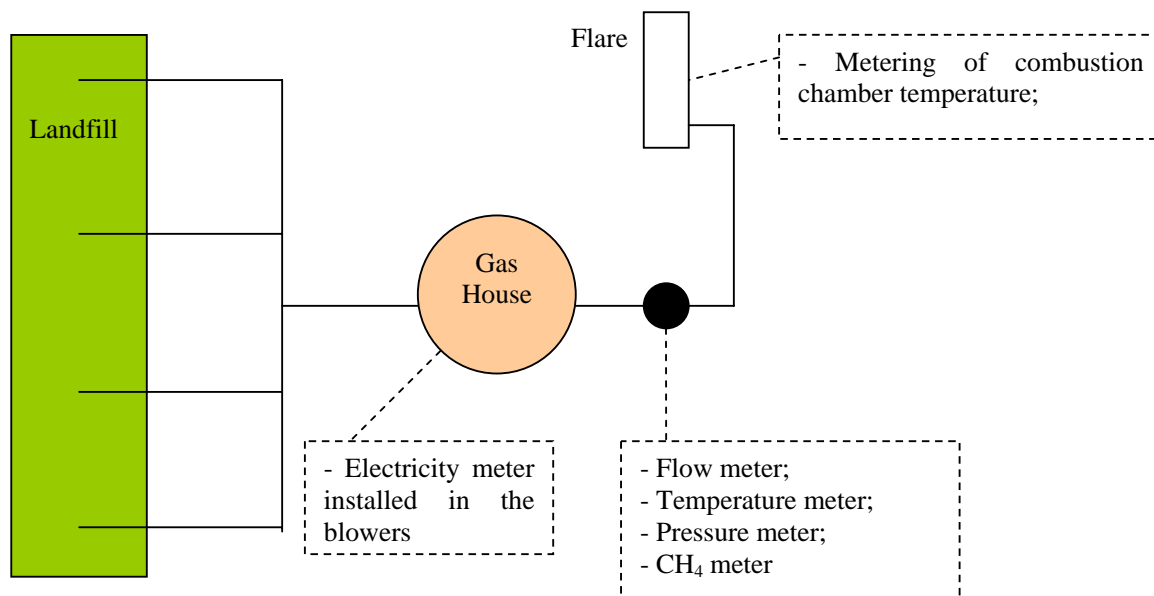 Flare
- Metering of combustion
chamber temperature;
Landfill
Gas
House
- Electricity meter
installed in the
blowers
- Flow meter;
- Temperature meter;
- Pressure meter;
- CH₄ meter